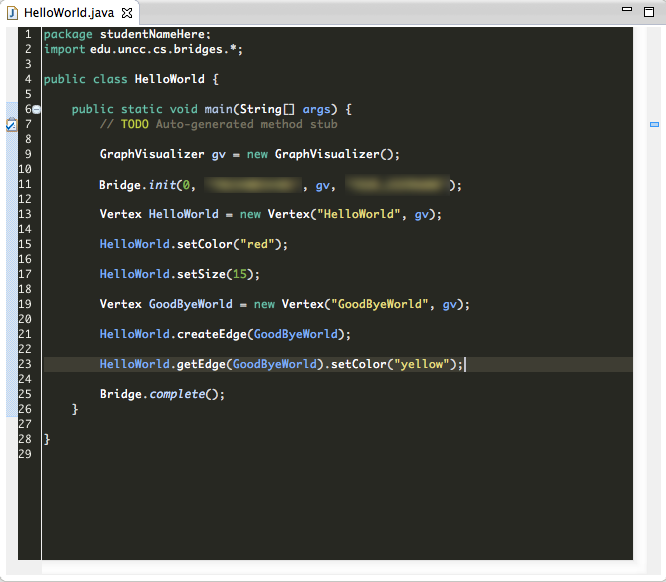 HelloWorld.java
1 package studentNameHere;
2 import edu.uncc.cs.bridges.*;
3
4 public class HelloWorld {
5
6 public static void main(String[] args) {
7 // TODO Auto-generated method stub
8
9 GraphVisualizer gv = new GraphVisualizer();
10
11 Bridge.init(0, , gv, );
12
13 Vertex HelloWorld = new Vertex("HelloWorld", gv);
14
15 HelloWorld.setColor("red");
16
17 HelloWorld.setSize(15);
18
19 Vertex GoodByeWorld = new Vertex("GoodByeWorld", gv);
20
21 HelloWorld.createEdge(GoodByeWorld);
22
23 HelloWorld.getEdge(GoodByeWorld).setColor("yellow");
24
25 Bridge.complete();
26 }
27
28 }
29